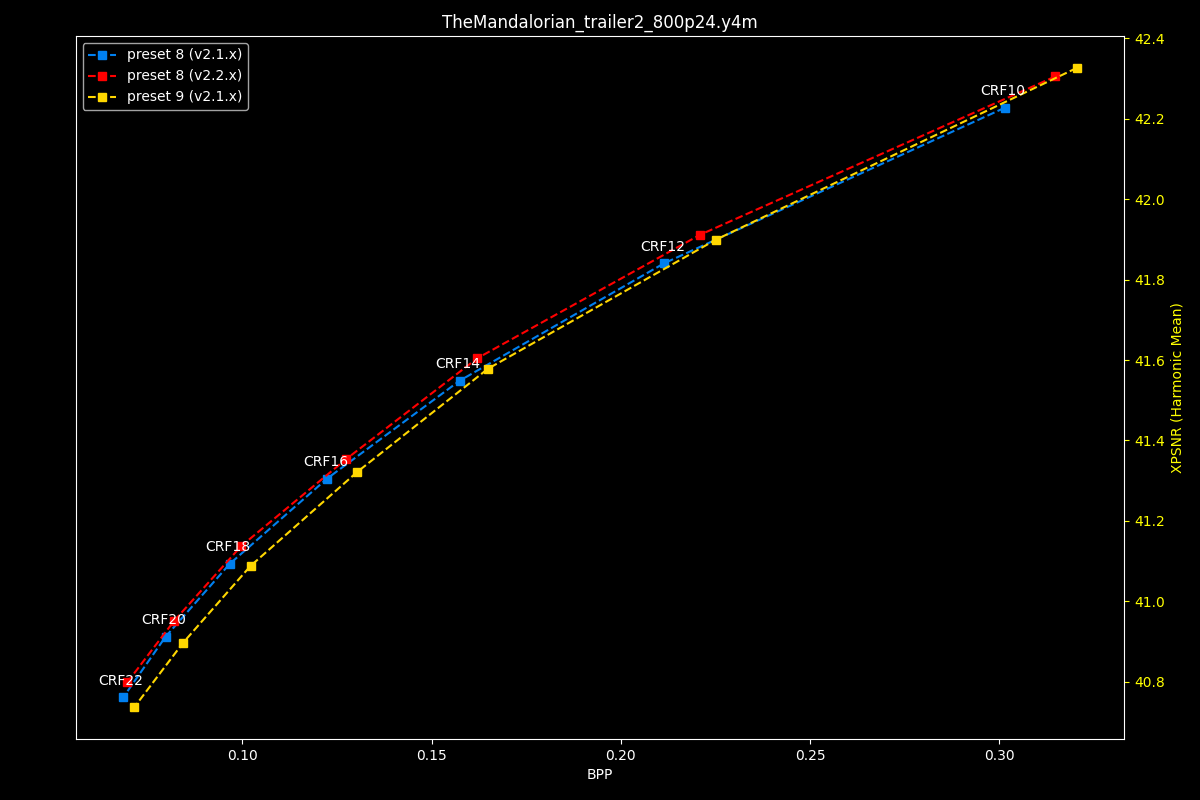 TheMandalorian_trailer2_800p24.y4m
preset 8 (v2.1.x)
preset 8 (v2.2.x)
preset 9 (v2.1.x)
42.4
42.2
42.0
41.8
41.6
41.4
41.2
41.0
40.8
XPSNR (Harmonic Mean)
CRF10
CRF12
CRF14
CRF16
CRF18
CRF20
CRF22
0.10
0.15
0.20
0.25
0.30
BPP